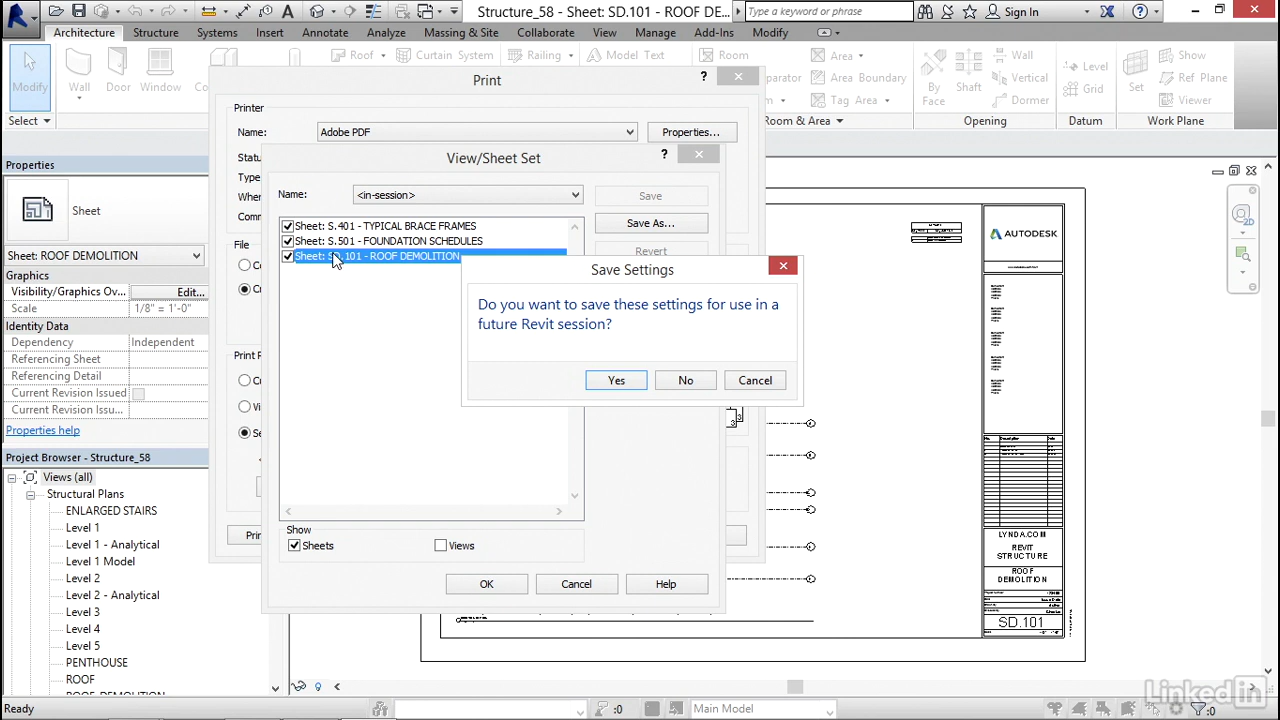 Structure_58 - Sheet: SD.101 - ROOF DE...
Type a keyword or phrase
Sign In
Architecture
Structure
Systems
Insert
Annotate
Analyze
Massing & Site
Collaborate
View
Manage
Add-Ins
Modify
Modify
Wall
Door
Window
Roof
Curtain System
Railing
Model Text
Room
Area
Area Boundary
Tag Area
By
Face
Shaft
Wall
Vertical
Dormer
Level
Grid
Set
Show
Ref Plane
Viewer
Select
Room & Area
Opening
Datum
Work Plane
Properties
Sheet
Sheet: ROOF DEMOLITION
Graphics
Visibility/Graphics Ov...
Edit...
Scale
1/8" = 1'-0"
Identity Data
Dependency
Independent
Referencing Sheet
Referencing Detail
Current Revision Issued
Current Revision Issu...
Properties help
Project Browser - Structure_58
Views (all)
Structural Plans
ENLARGED STAIRS
Level 1
Level 1 - Analytical
Level 1 Model
Level 2
Level 2 - Analytical
Level 3
Level 4
Level 5
PENTHOUSE
ROOF
ROOF DEMOLITION
Print
Printer
Name:
Adobe PDF
Properties...
File
View/Sheet Set
Name:
<in-session>
Save
Save As...
Revert
Sheet: S.401 - TYPICAL BRACE FRAMES
Sheet: S.501 - FOUNDATION SCHEDULES
Sheet: SD.101 - ROOF DEMOLITION
Show
Sheets
Views
OK
Cancel
Help
Save Settings
Do you want to save these settings for use in a
future Revit session?
Yes
No
Cancel
AUTODESK
LYNDA.COM
REVIT
STRUCTURE
ROOF
DEMOLITION
SD.101
Ready
:0
Main Model
:0
Linked in